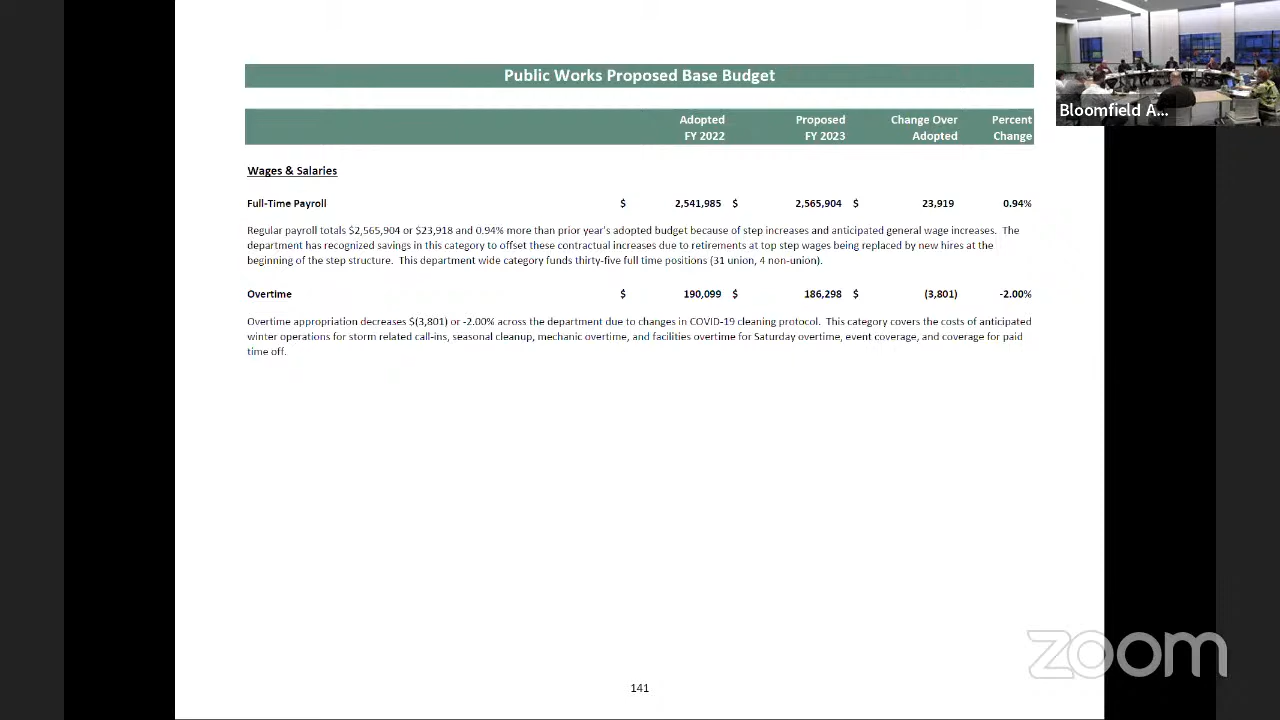 Public Works Proposed Base Budget
Adopted Proposed Change Over Percent
FY 2022 FY 2023 Adopted Change
Wages & Salaries
Full-Time Payroll $ 2,541,985 $ 2,565,904 $ 23,919 0.94%
Regular payroll totals $2,565,904 or $23,918 and 0.94% more than prior year's adopted budget because of step increases and anticipated general wage increases. The
department has recognized savings in this category to offset these contractual increases due to retirements at top step wages being replaced by new hires at the
beginning of the step structure. This department wide category funds thirty-five full time positions (31 union, 4 non-union).
Overtime $ 190,099 $ 186,298 $ (3,801) -2.00%
Overtime appropriation decreases $(3,801) or -2.00% across the department due to changes in COVID-19 cleaning protocol. This category covers the costs of anticipated
winter operations for storm related call-ins, seasonal cleanup, mechanic overtime, and facilities overtime for Saturday overtime, event coverage, and coverage for paid
time off.
141
Bloomfield A...
zoom